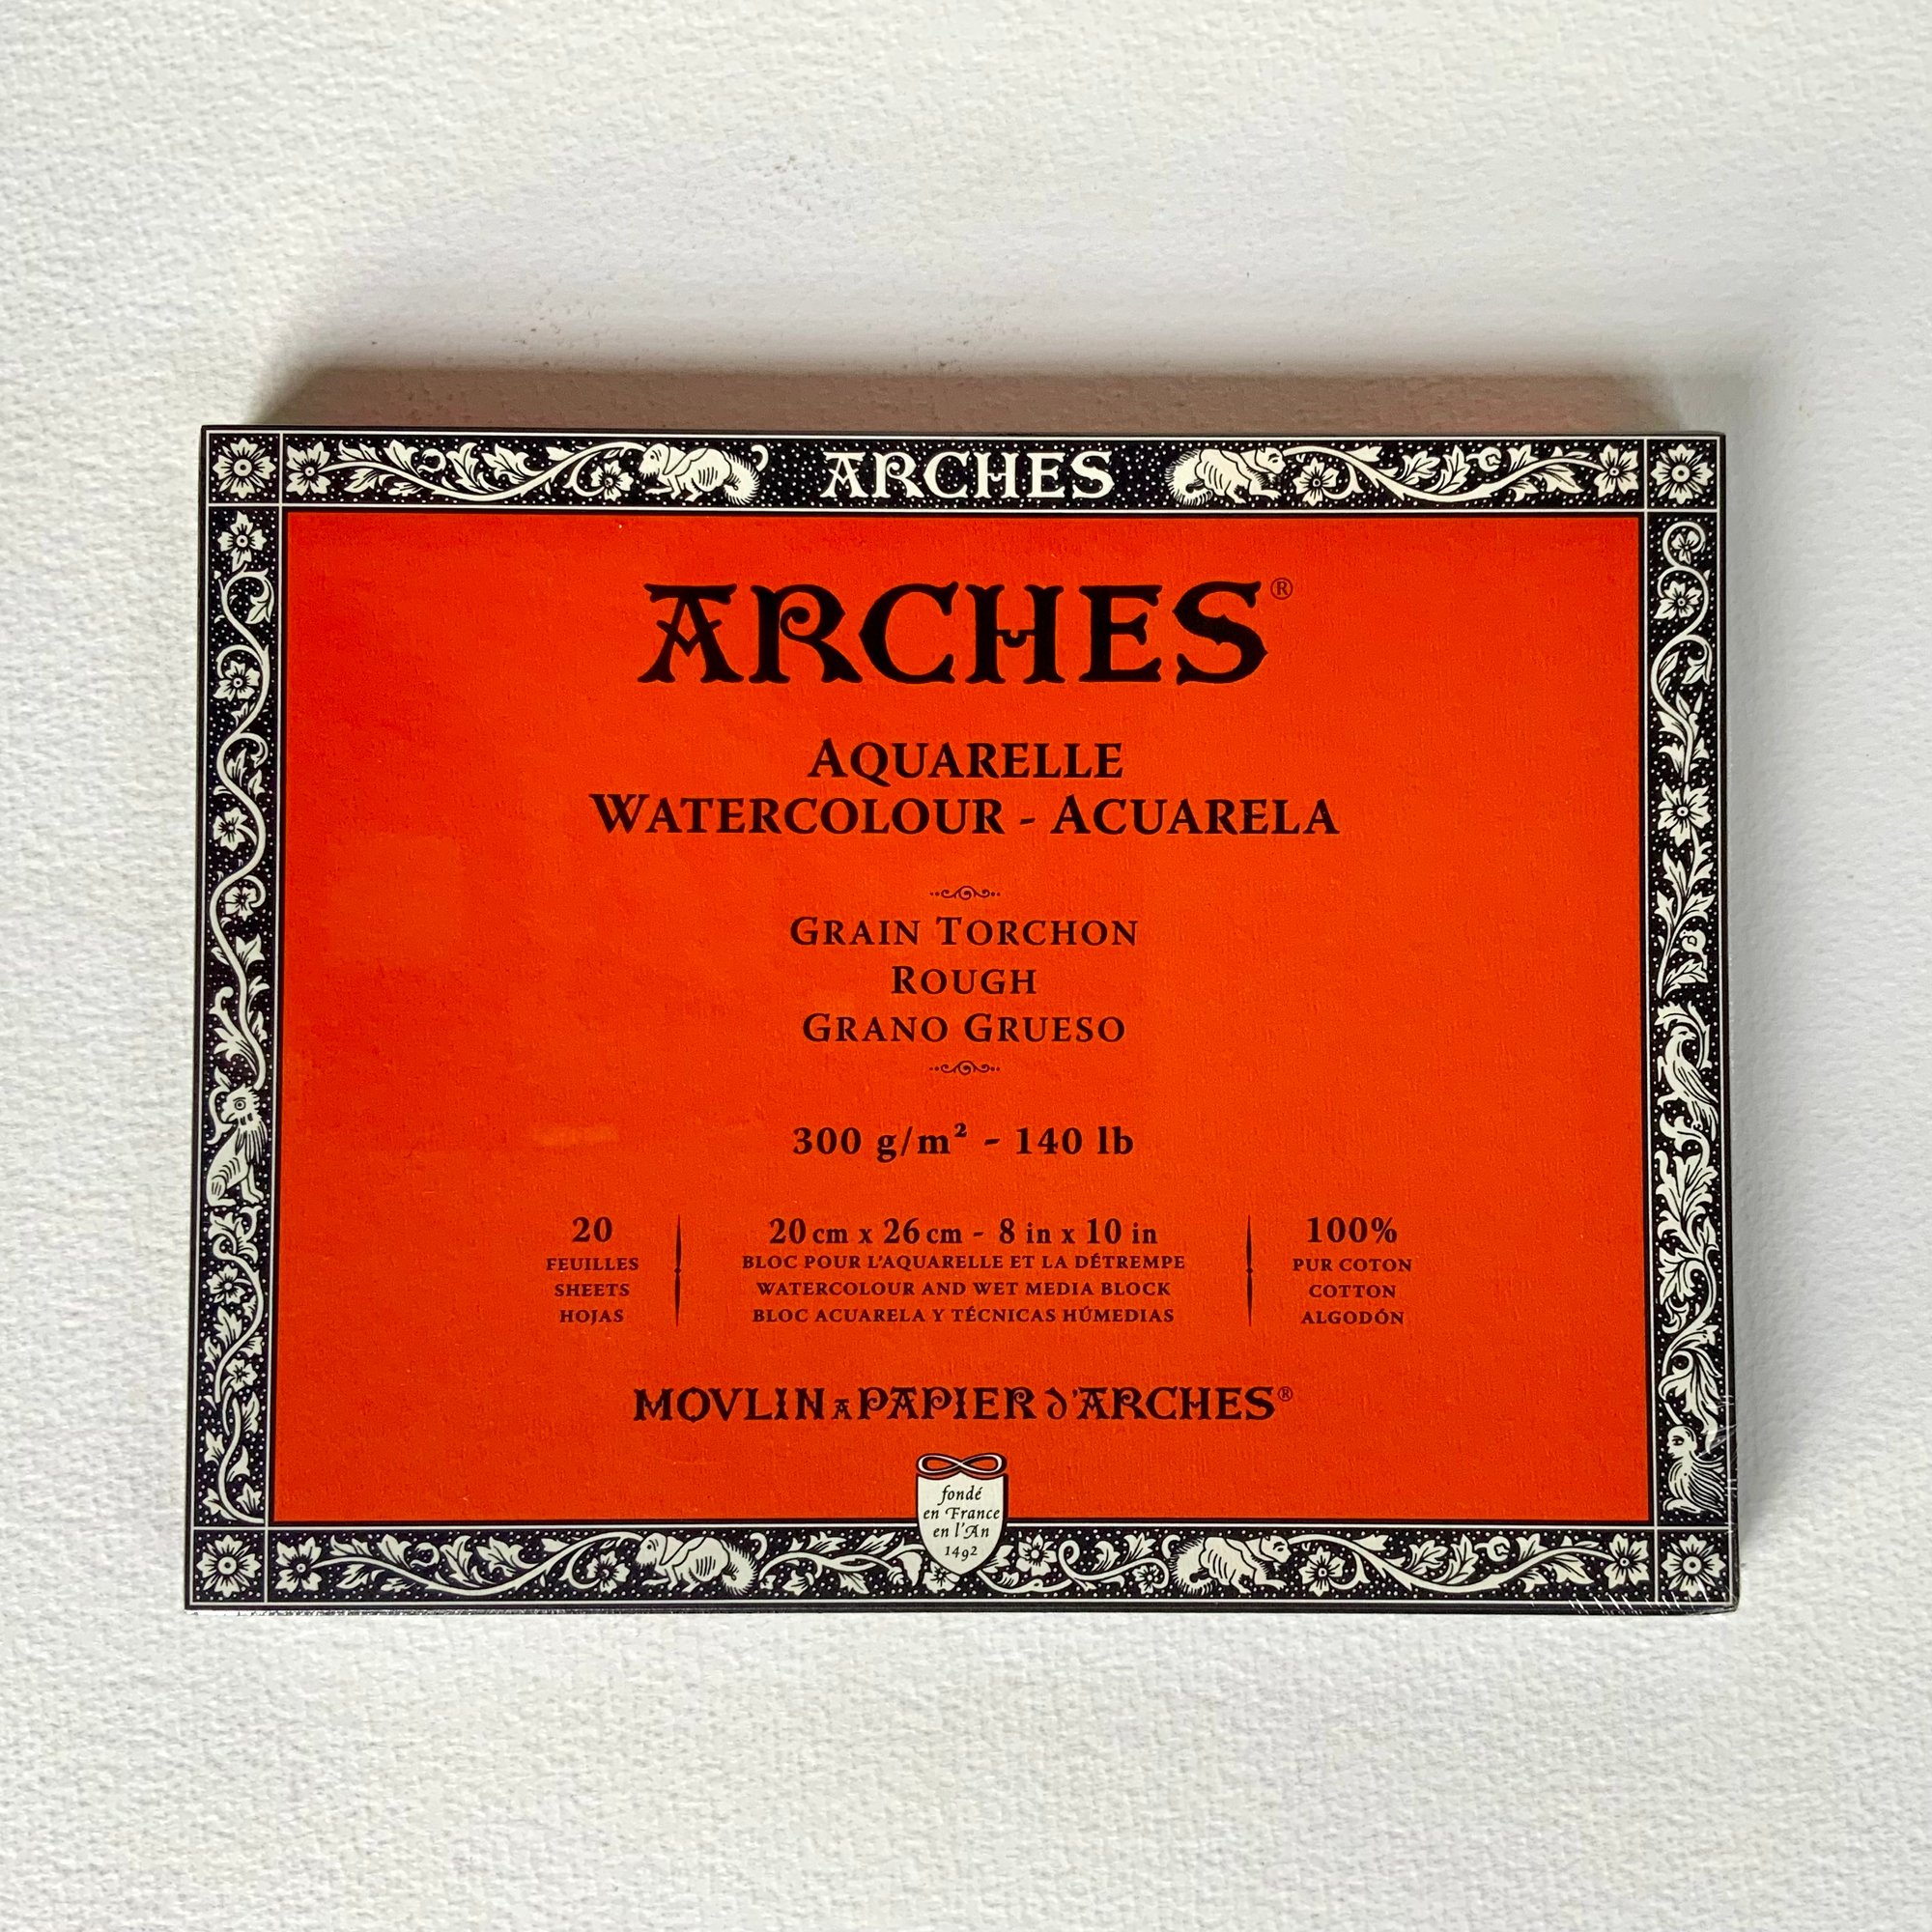 ARCHES
ARCHES®
AQUARELLE
WATERCOLOUR - ACUARELA
GRAIN TORCHON
ROUGH
GRANO GRUESO
300 g/m² - 140 lb
20
FEUILLES
SHEETS
HOJAS
20 cm x 26 cm - 8 in x 10 in
BLOC POUR L'AQUARELLE ET LA DÉTREMPE
WATERCOLOUR AND WET MEDIA BLOCK
BLOC ACUARELA Y TÉCNICAS HÚMEDIAS
100%
PUR COTON
COTTON
ALGODÓN
MOVLIN A PAPIER d'ARCHES®
fondé
en France
en l'An
1492